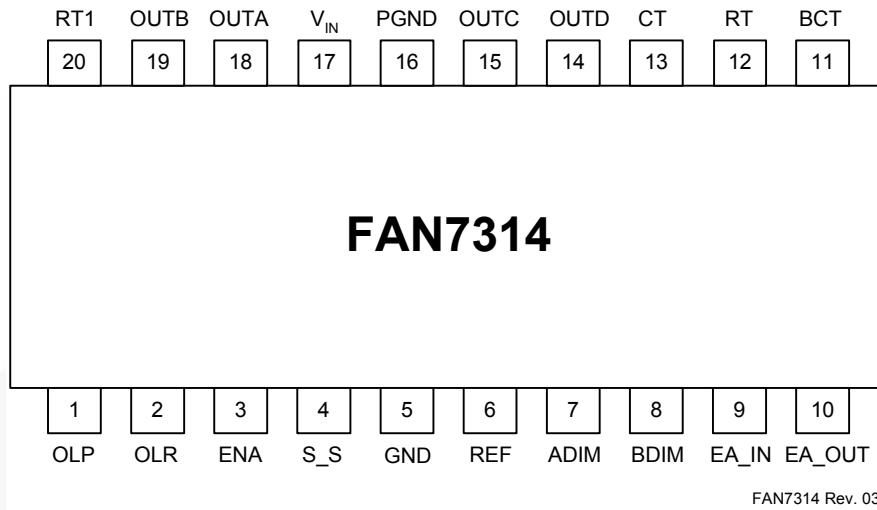 RT1 OUTB OUTA VIN PGND OUTC OUTD CT RT BCT
20 19 18 17 16 15 14 13 12 11
FAN7314
1 2 3 4 5 6 7 8 9 10
OLP OLR ENA S_S GND REF ADIM BDIM EA_IN EA_OUT
FAN7314 Rev. 03